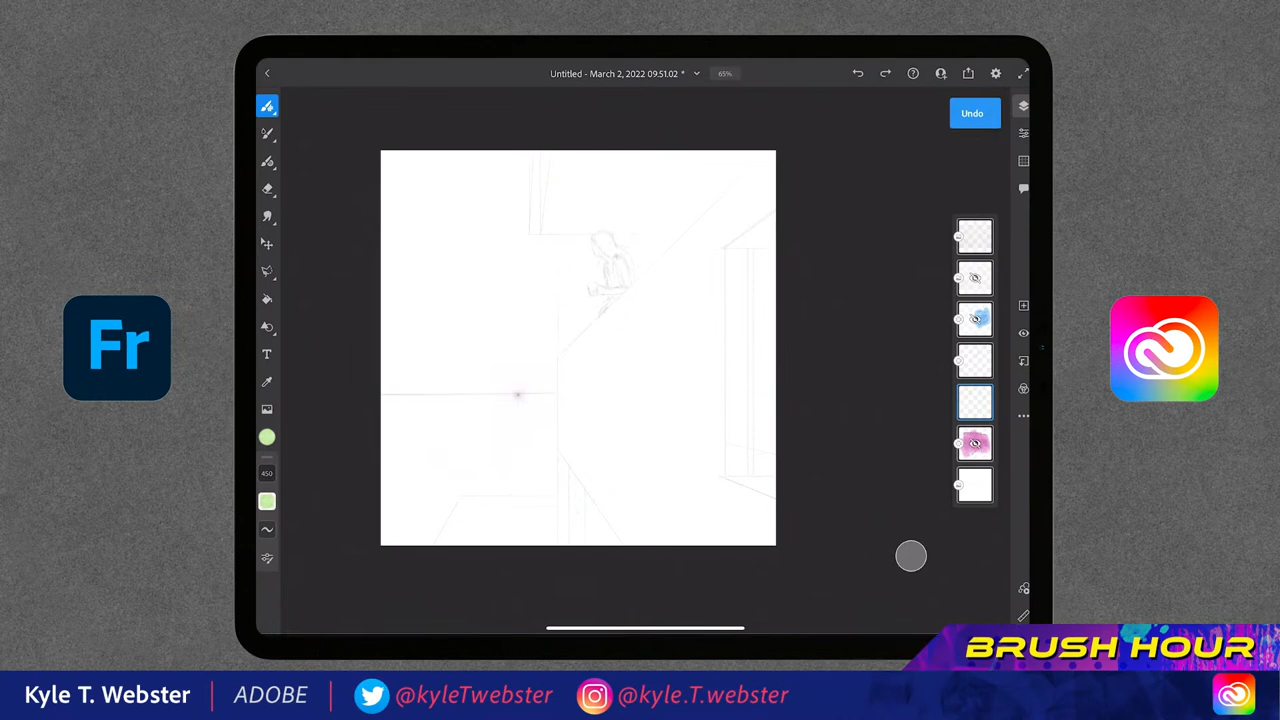 Untitled - March 2, 2022 09.51.02 *
65%
Undo
T
450
Fr
BRUSH HOUR
Kyle T. Webster | ADOBE | @kyleTwebster @kyle.T.webster